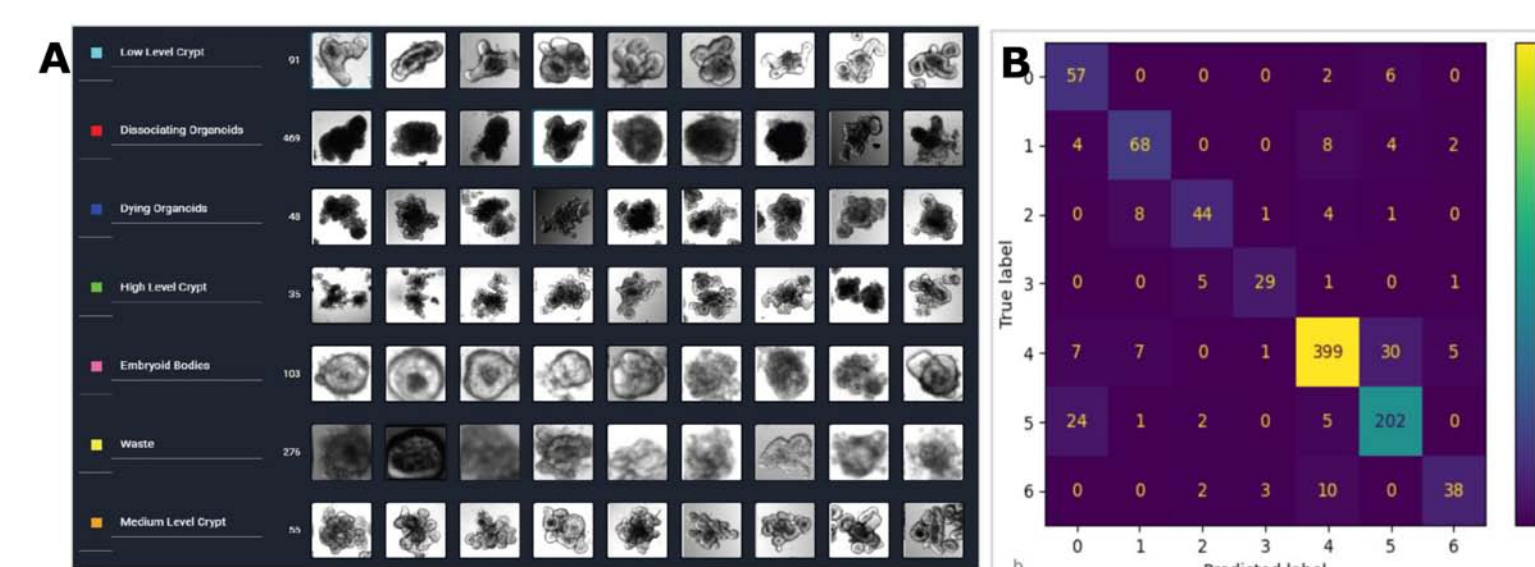 A
Low Level Crypt 91
Dissociating Organoids 469
Dying Organoids 48
High Level Crypt 35
Embryoid Bodies 103
Waste 276
Medium Level Crypt 55
B
0 57 0 0 0 2 6 0
1 4 68 0 0 8 4 2
2 0 8 44 1 4 1 0
3 0 0 5 29 1 0 1
4 7 7 0 1 399 30 5
5 24 1 2 0 5 202 0
6 0 0 2 3 10 0 38
True label
0 1 2 3 4 5 6
b
Predicted label